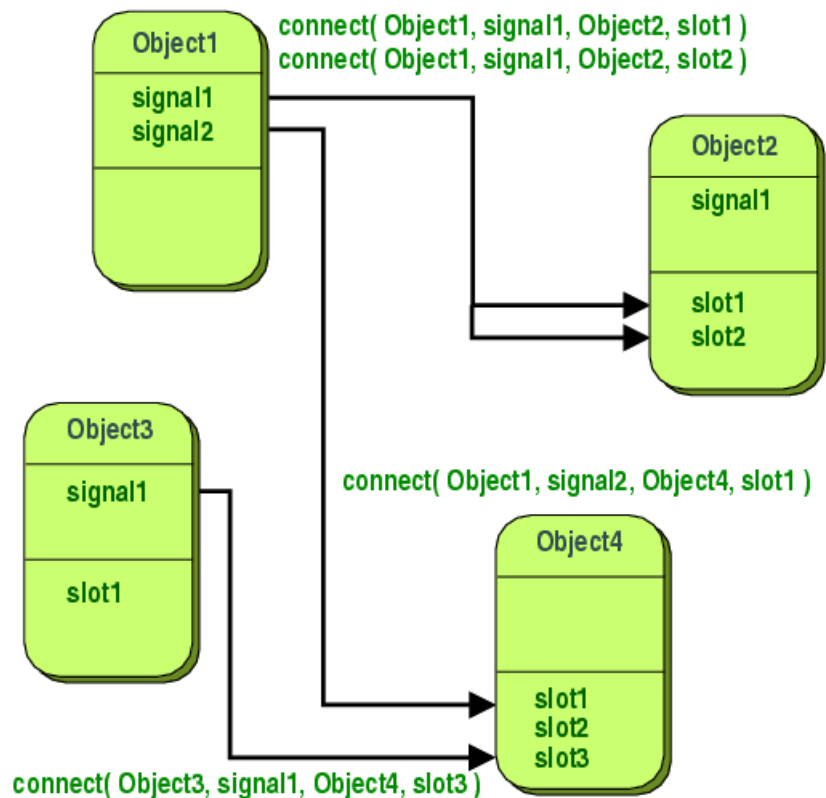 Object1
connect( Object1, signal1, Object2, slot1 )
connect( Object1, signal1, Object2, slot2 )
signal1
signal2
Object2
signal1
slot1
slot2
Object3
signal1
slot1
connect( Object1, signal2, Object4, slot1 )
Object4
slot1
slot2
slot3
connect( Object3, signal1, Object4, slot3 )